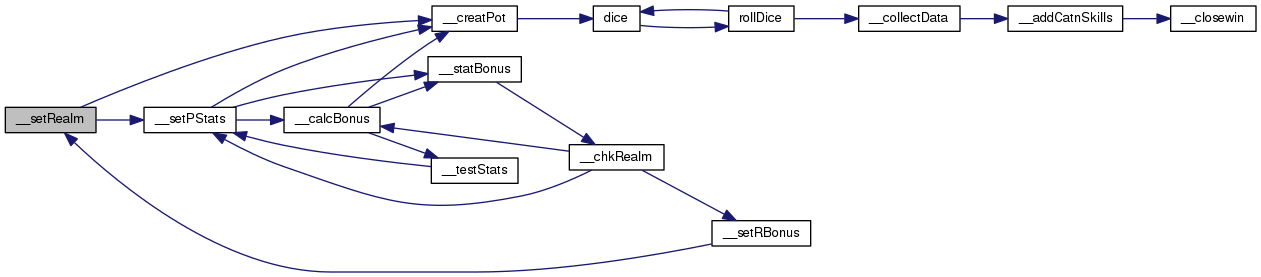 __creatPot
dice
rollDice
__collectData
__addCatnSkills
__closewin
__statBonus
__setRealm
__setPStats
__calcBonus
__chkRealm
__testStats
__setRBonus